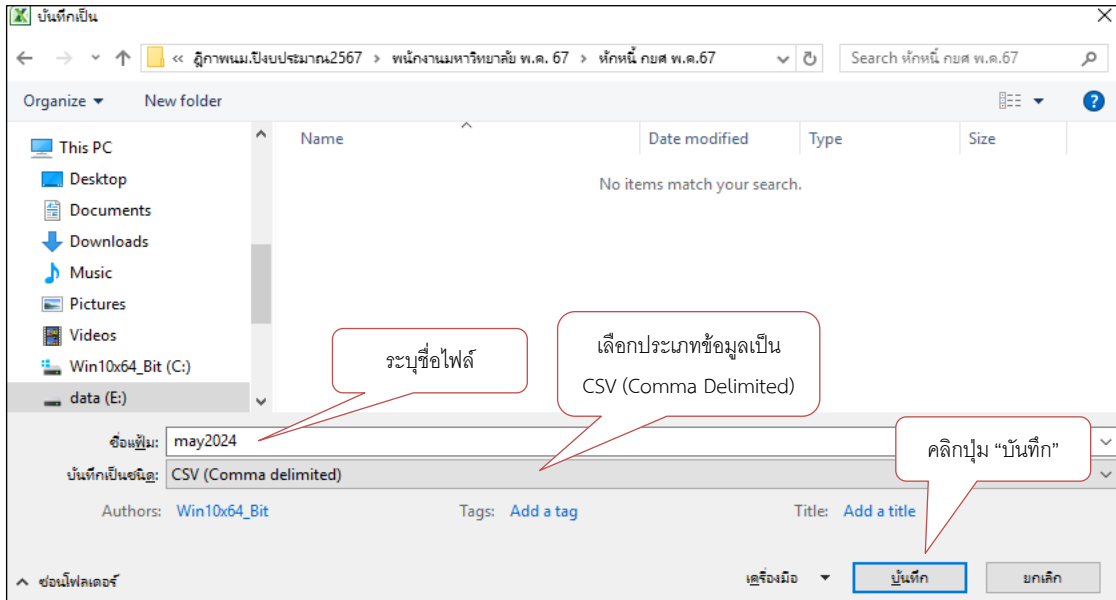 บันทึกเป็น
« ฎีกาพนม.ปีงบประมาณ2567 > พนักงานมหาวิทยาลัย พ.ค. 67 > หักหนี้ กยศ พ.ค.67
Search หักหนี้ กยศ พ.ค.67
Organize
New folder
Name
Date modified
Type
Size
No items match your search.
This PC
Desktop
Documents
Downloads
Music
Pictures
Videos
Win10x64_Bit (C:)
data (E:)
ระบุชื่อไฟล์
เลือกประเภทข้อมูลเป็น
CSV (Comma Delimited)
คลิกปุ่ม “บันทึก”
ชื่อแฟ้ม: may2024
บันทึกเป็นชนิด: CSV (Comma delimited)
Authors: Win10x64_Bit
Tags: Add a tag
Title: Add a title
ซ่อนโฟลเดอร์
เครื่องมือ
บันทึก
ยกเลิก